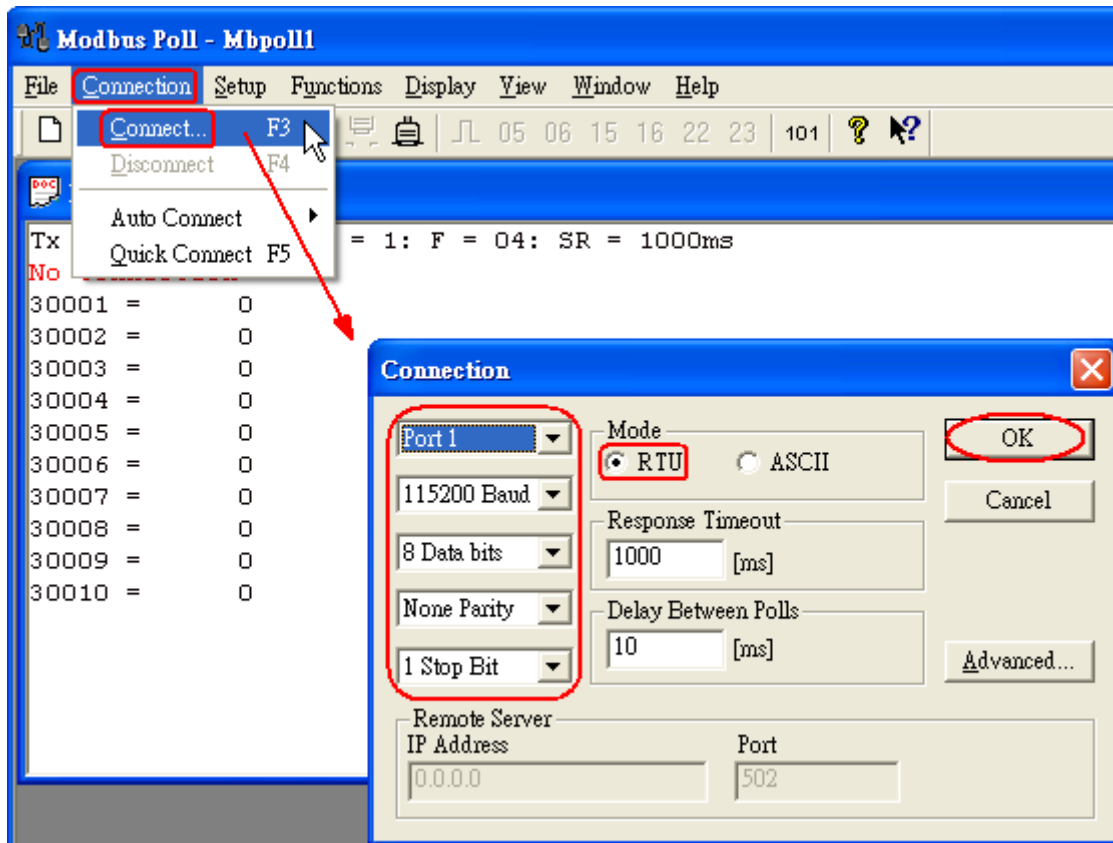 Modbus Poll - Mbpoll1
File Connection Setup Functions Display View Window Help
Connect... F3
05 06 15 16 22 23 101
Disconnect F4
Auto Connect
Quick Connect F5
DOC
Tx = 1: F = 04: SR = 1000ms
No
30001 = 0
30002 = 0
30003 = 0
30004 = 0
30005 = 0
30006 = 0
30007 = 0
30008 = 0
30009 = 0
30010 = 0
Connection
Port 1
115200 Baud
8 Data bits
None Parity
1 Stop Bit
Mode
RTU ASCII
Response Timeout
1000 [ms]
Delay Between Polls
10 [ms]
OK
Cancel
Advanced...
Remote Server
IP Address Port
0.0.0.0 502